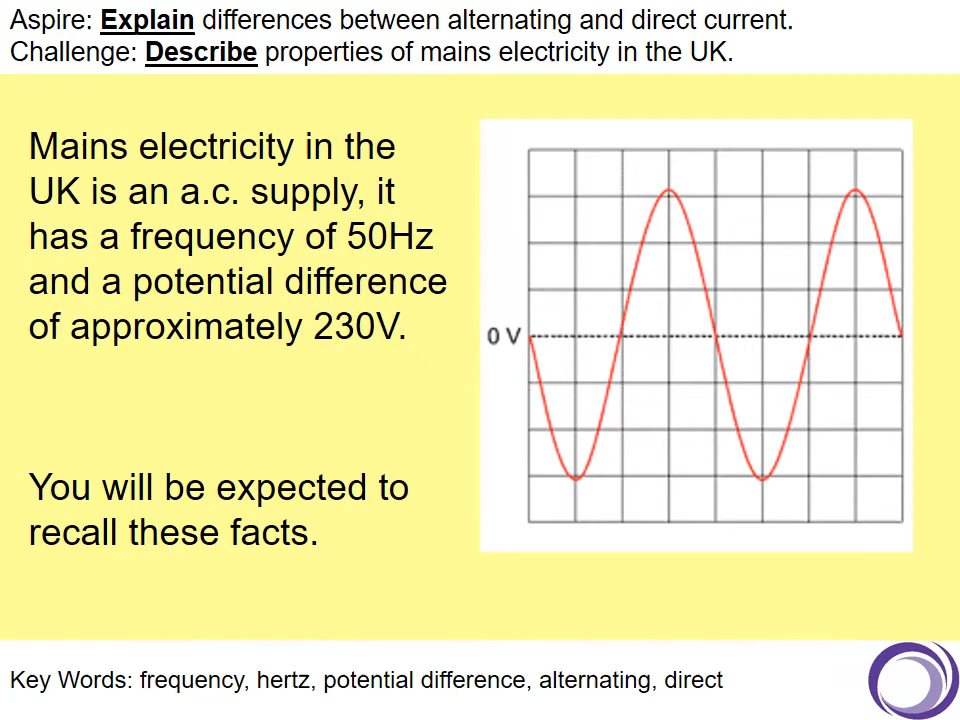 Aspire: Explain differences between alternating and direct current.
Challenge: Describe properties of mains electricity in the UK.
Mains electricity in the
UK is an a.c. supply, it
has a frequency of 50Hz
and a potential difference
of approximately 230V.
0 V
You will be expected to
recall these facts.
Key Words: frequency, hertz, potential difference, alternating, direct